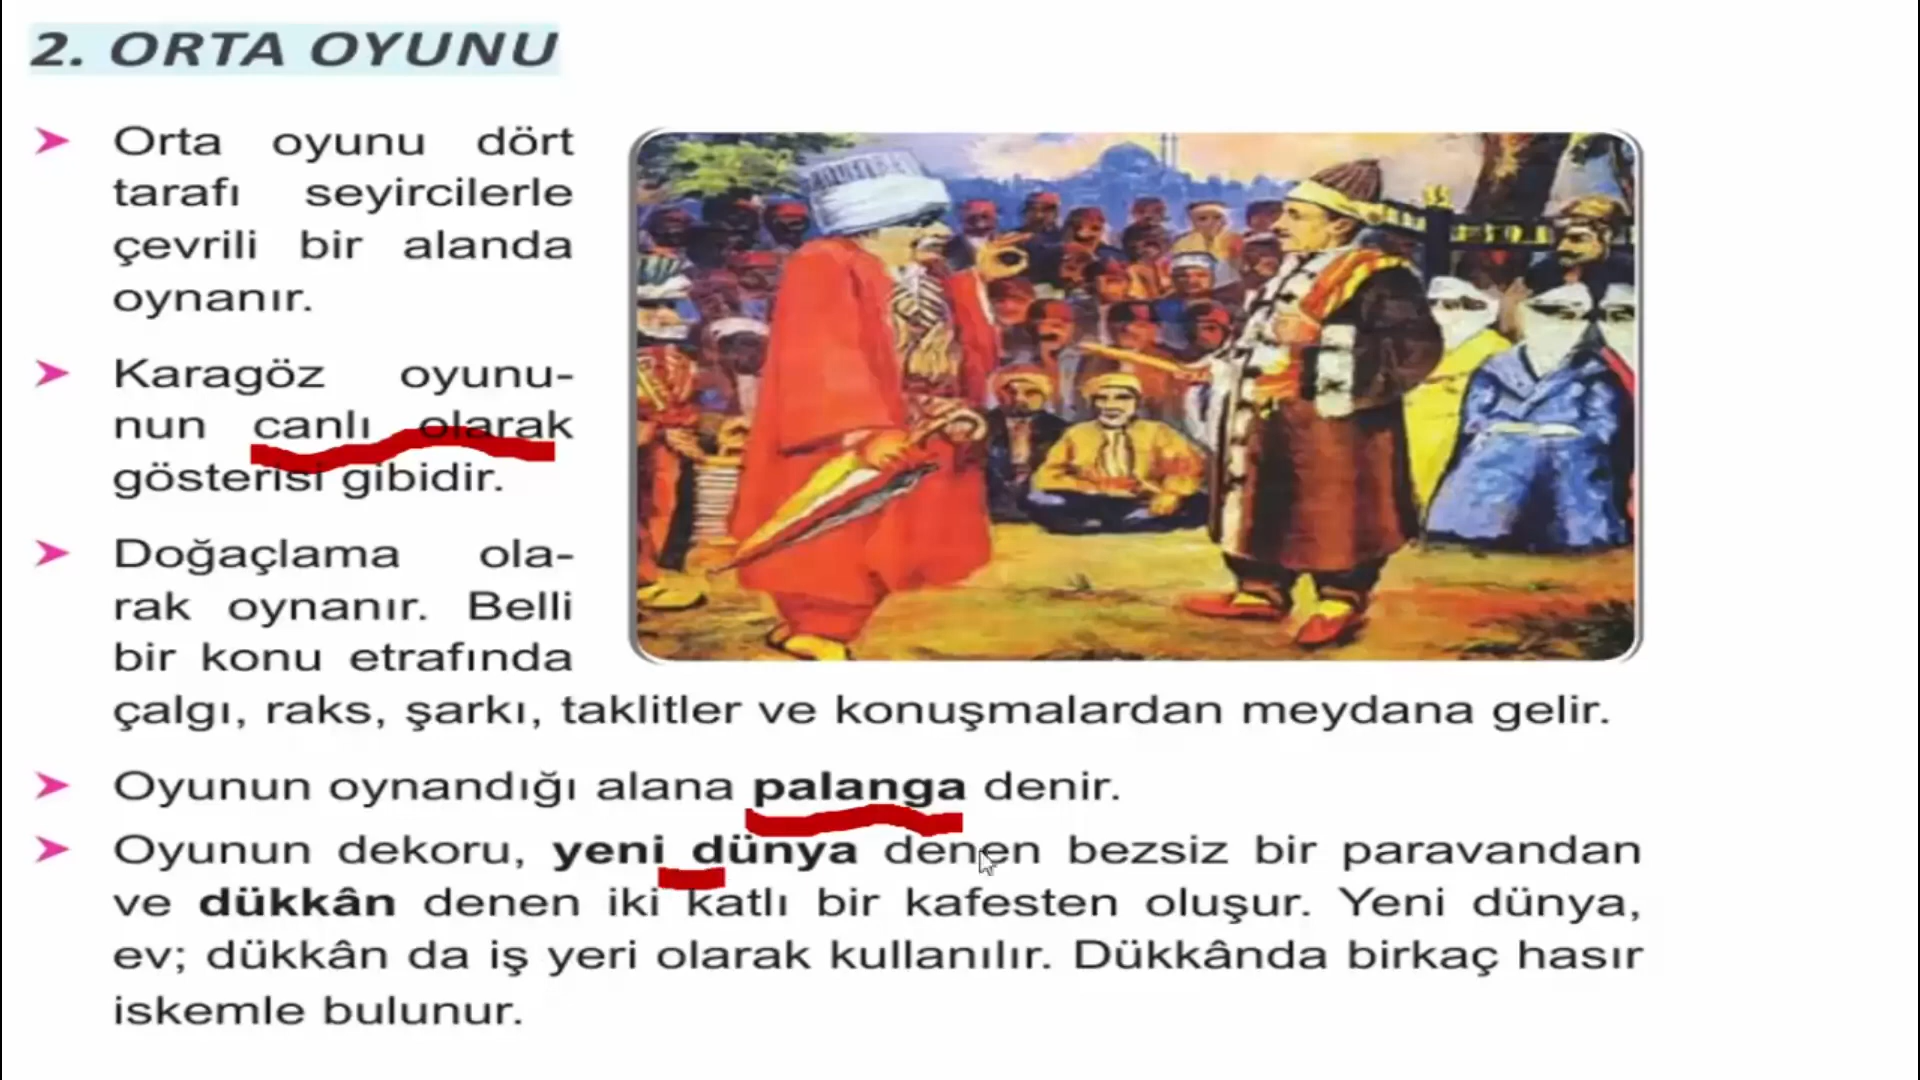 2. ORTA OYUNU
➤ Orta oyunu dört
tarafı seyircilerle
çevrili bir alanda
oynanır.
➤ Karagöz oyunu-
nun canlı olarak
gösterisi gibidir.
➤ Doğaçlama ola-
rak oynanır. Belli
bir konu etrafında
çalgı, raks, şarkı, taklitler ve konuşmalardan meydana gelir.
➤ Oyunun oynandığı alana palanga denir.
➤ Oyunun dekoru, yeni dünya denen bezsiz bir paravandan
ve dükkân denen iki katlı bir kafesten oluşur. Yeni dünya,
ev; dükkân da iş yeri olarak kullanılır. Dükkânda birkaç hasır
iskemle bulunur.